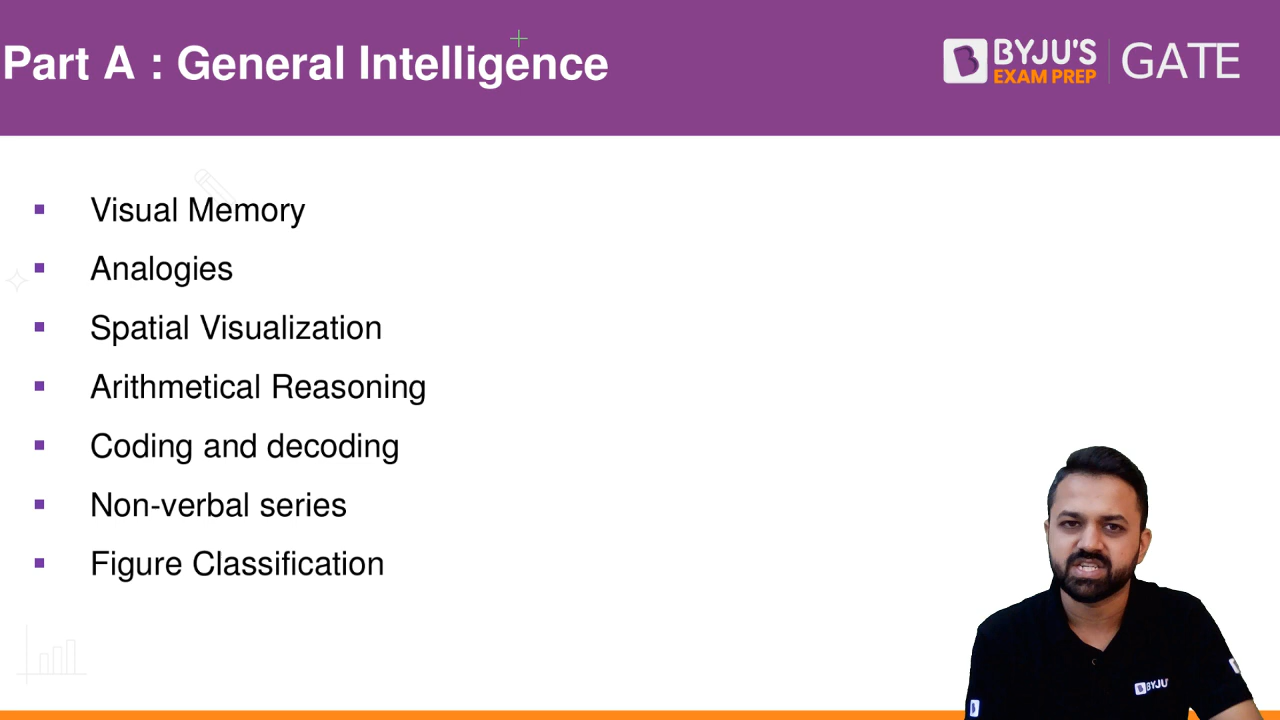 Part A : General Intelligence
BYJU'S
EXAM PREP
GATE
Visual Memory
Analogies
Spatial Visualization
Arithmetical Reasoning
Coding and decoding
Non-verbal series
Figure Classification
BYJU'